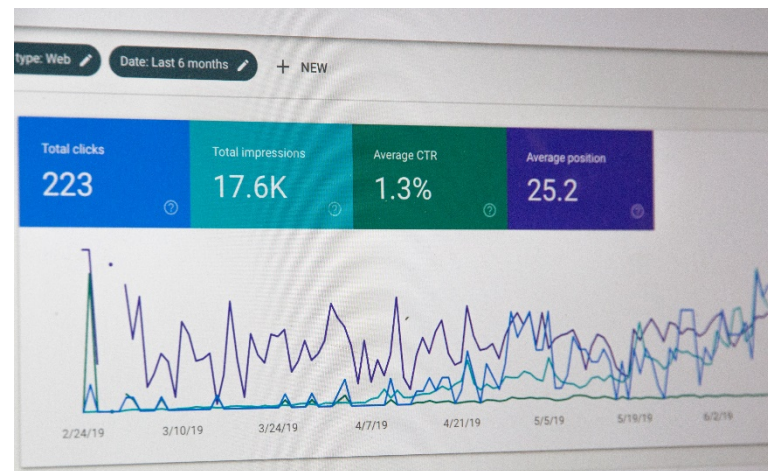 type: Web
Date: Last 6 months
+ NEW
Total clicks
223
Total impressions
17.6K
Average CTR
1.3%
Average position
25.2
2/24/19
3/10/19
3/24/19
4/7/19
4/21/19
5/5/19
5/19/19
6/2/19